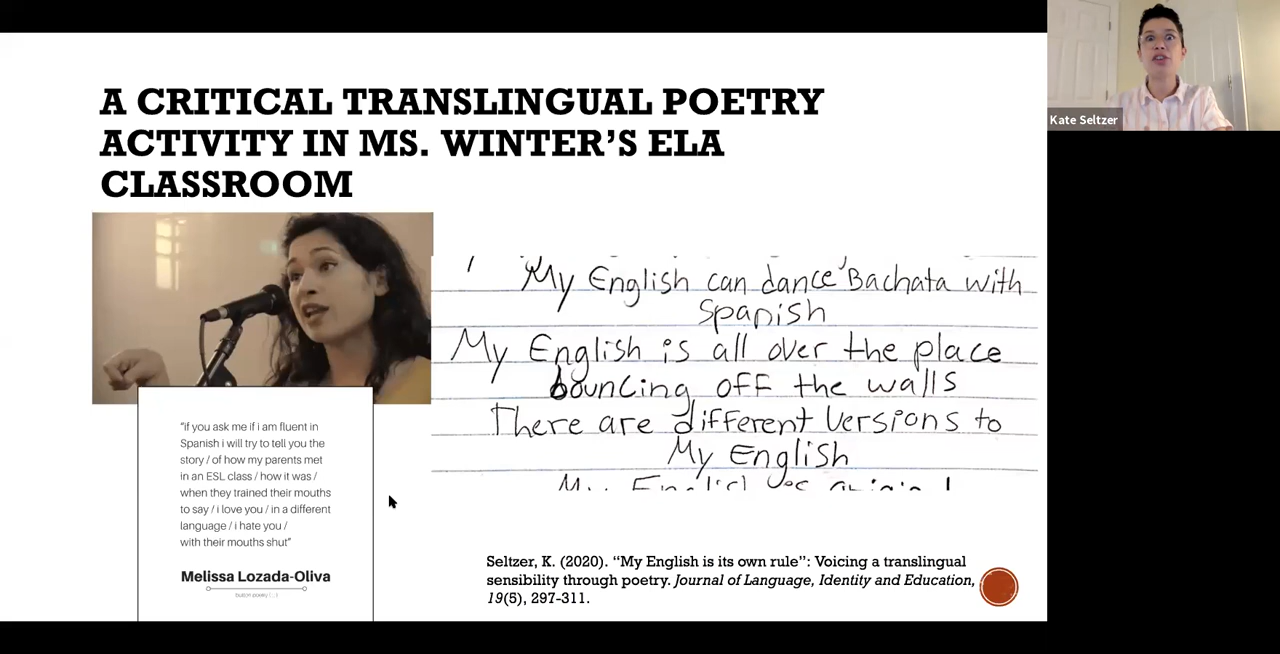 A CRITICAL TRANSLINGUAL POETRY
ACTIVITY IN MS. WINTER'S ELA
CLASSROOM
Kate Seltzer
My English can dance Bachata with
Spanish
My English is all over the place
bouncing off the walls
There are different Versions to
My English
My English
"if you ask me if i am fluent in
Spanish i will try to tell you the
story / of how my parents met
in an ESL class / how it was /
when they trained their mouths
to say / i love you / in a different
language / i hate you /
with their mouths shut"
Melissa Lozada-Oliva
button poetry
Seltzer, K. (2020). "My English is its own rule": Voicing a translingual
sensibility through poetry. Journal of Language, Identity and Education,
19(5), 297-311.